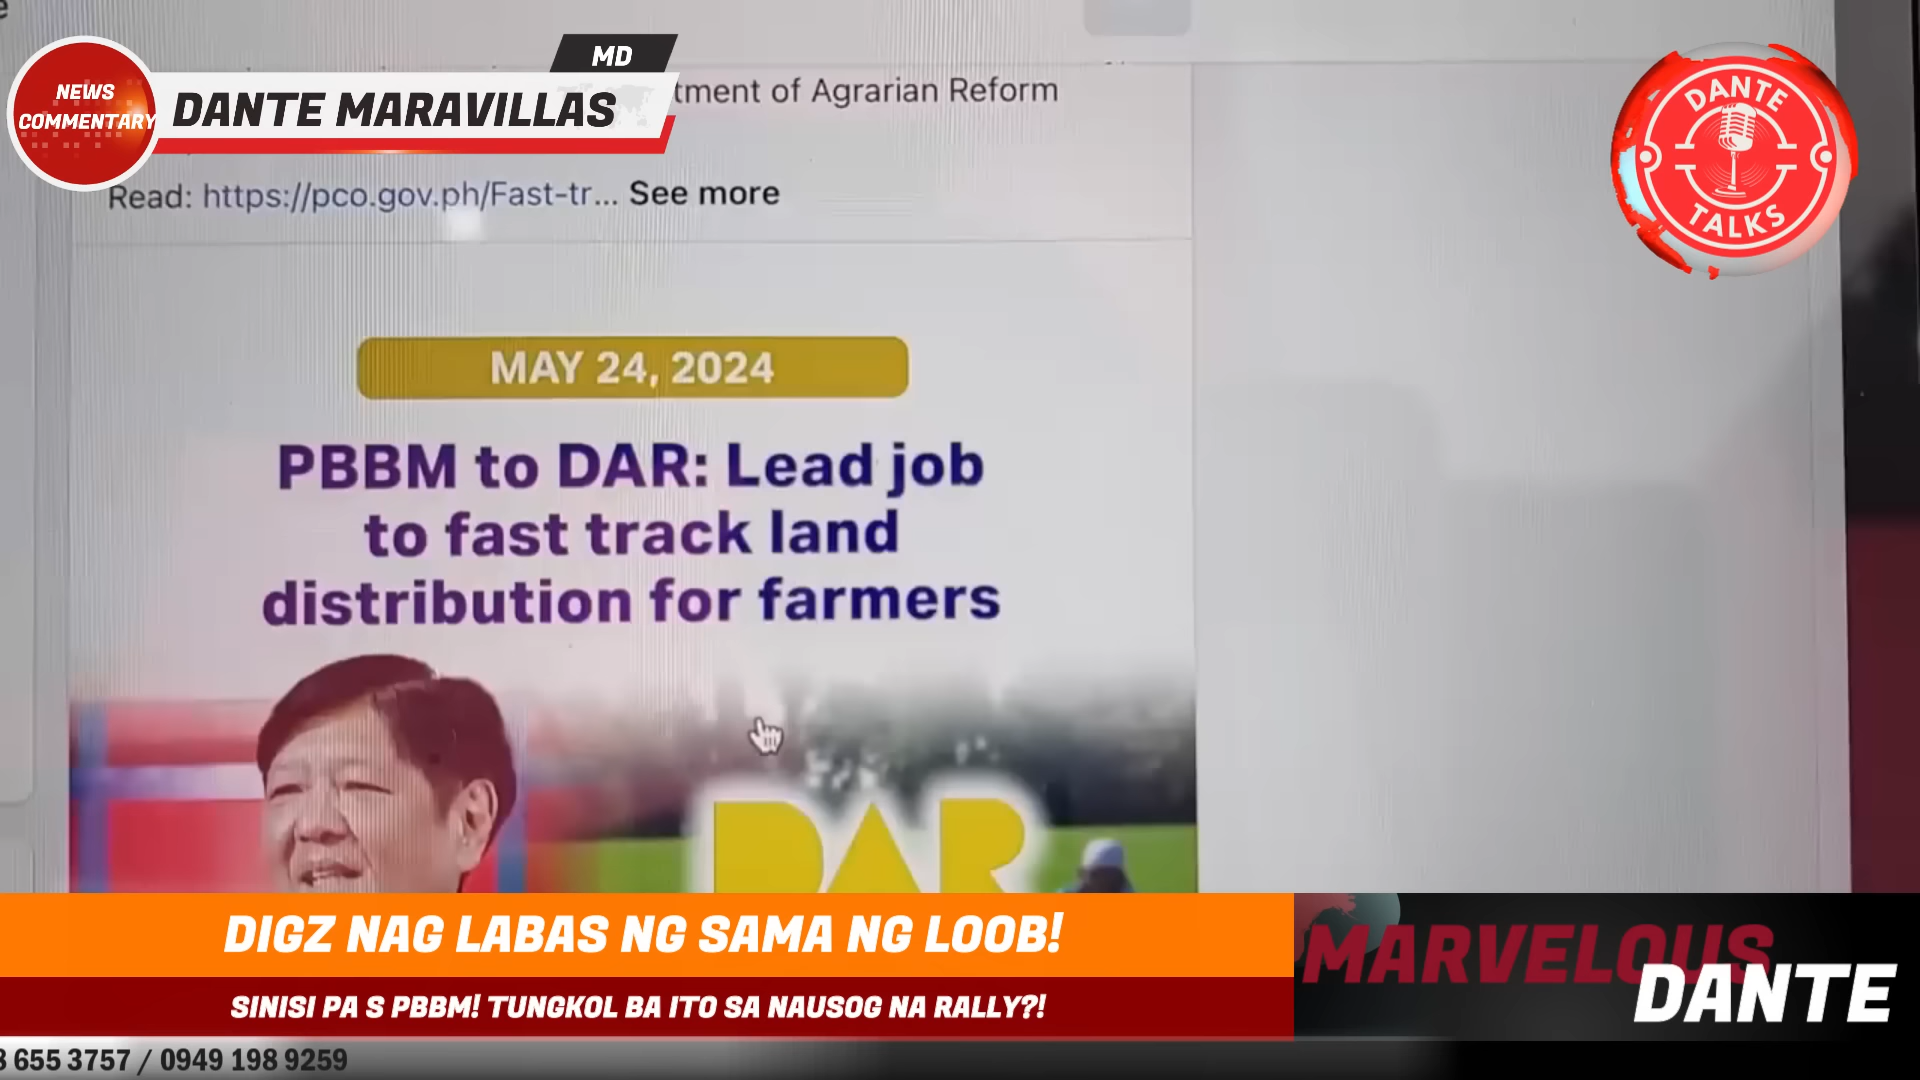 MD
NEWS
COMMENTARY
DANTE MARAVILLAS
tment of Agrarian Reform
DANTE
TALKS
Read: https://pco.gov.ph/Fast-tr... See more
MAY 24, 2024
PBBM to DAR: Lead job
to fast track land
distribution for farmers
DAR
DIGZ NAG LABAS NG SAMA NG LOOB!
SINISI PA S PBBM! TUNGKOL BA ITO SA NAUSOG NA RALLY?!
MARVELOUS
DANTE
655 3757 / 0949 198 9259